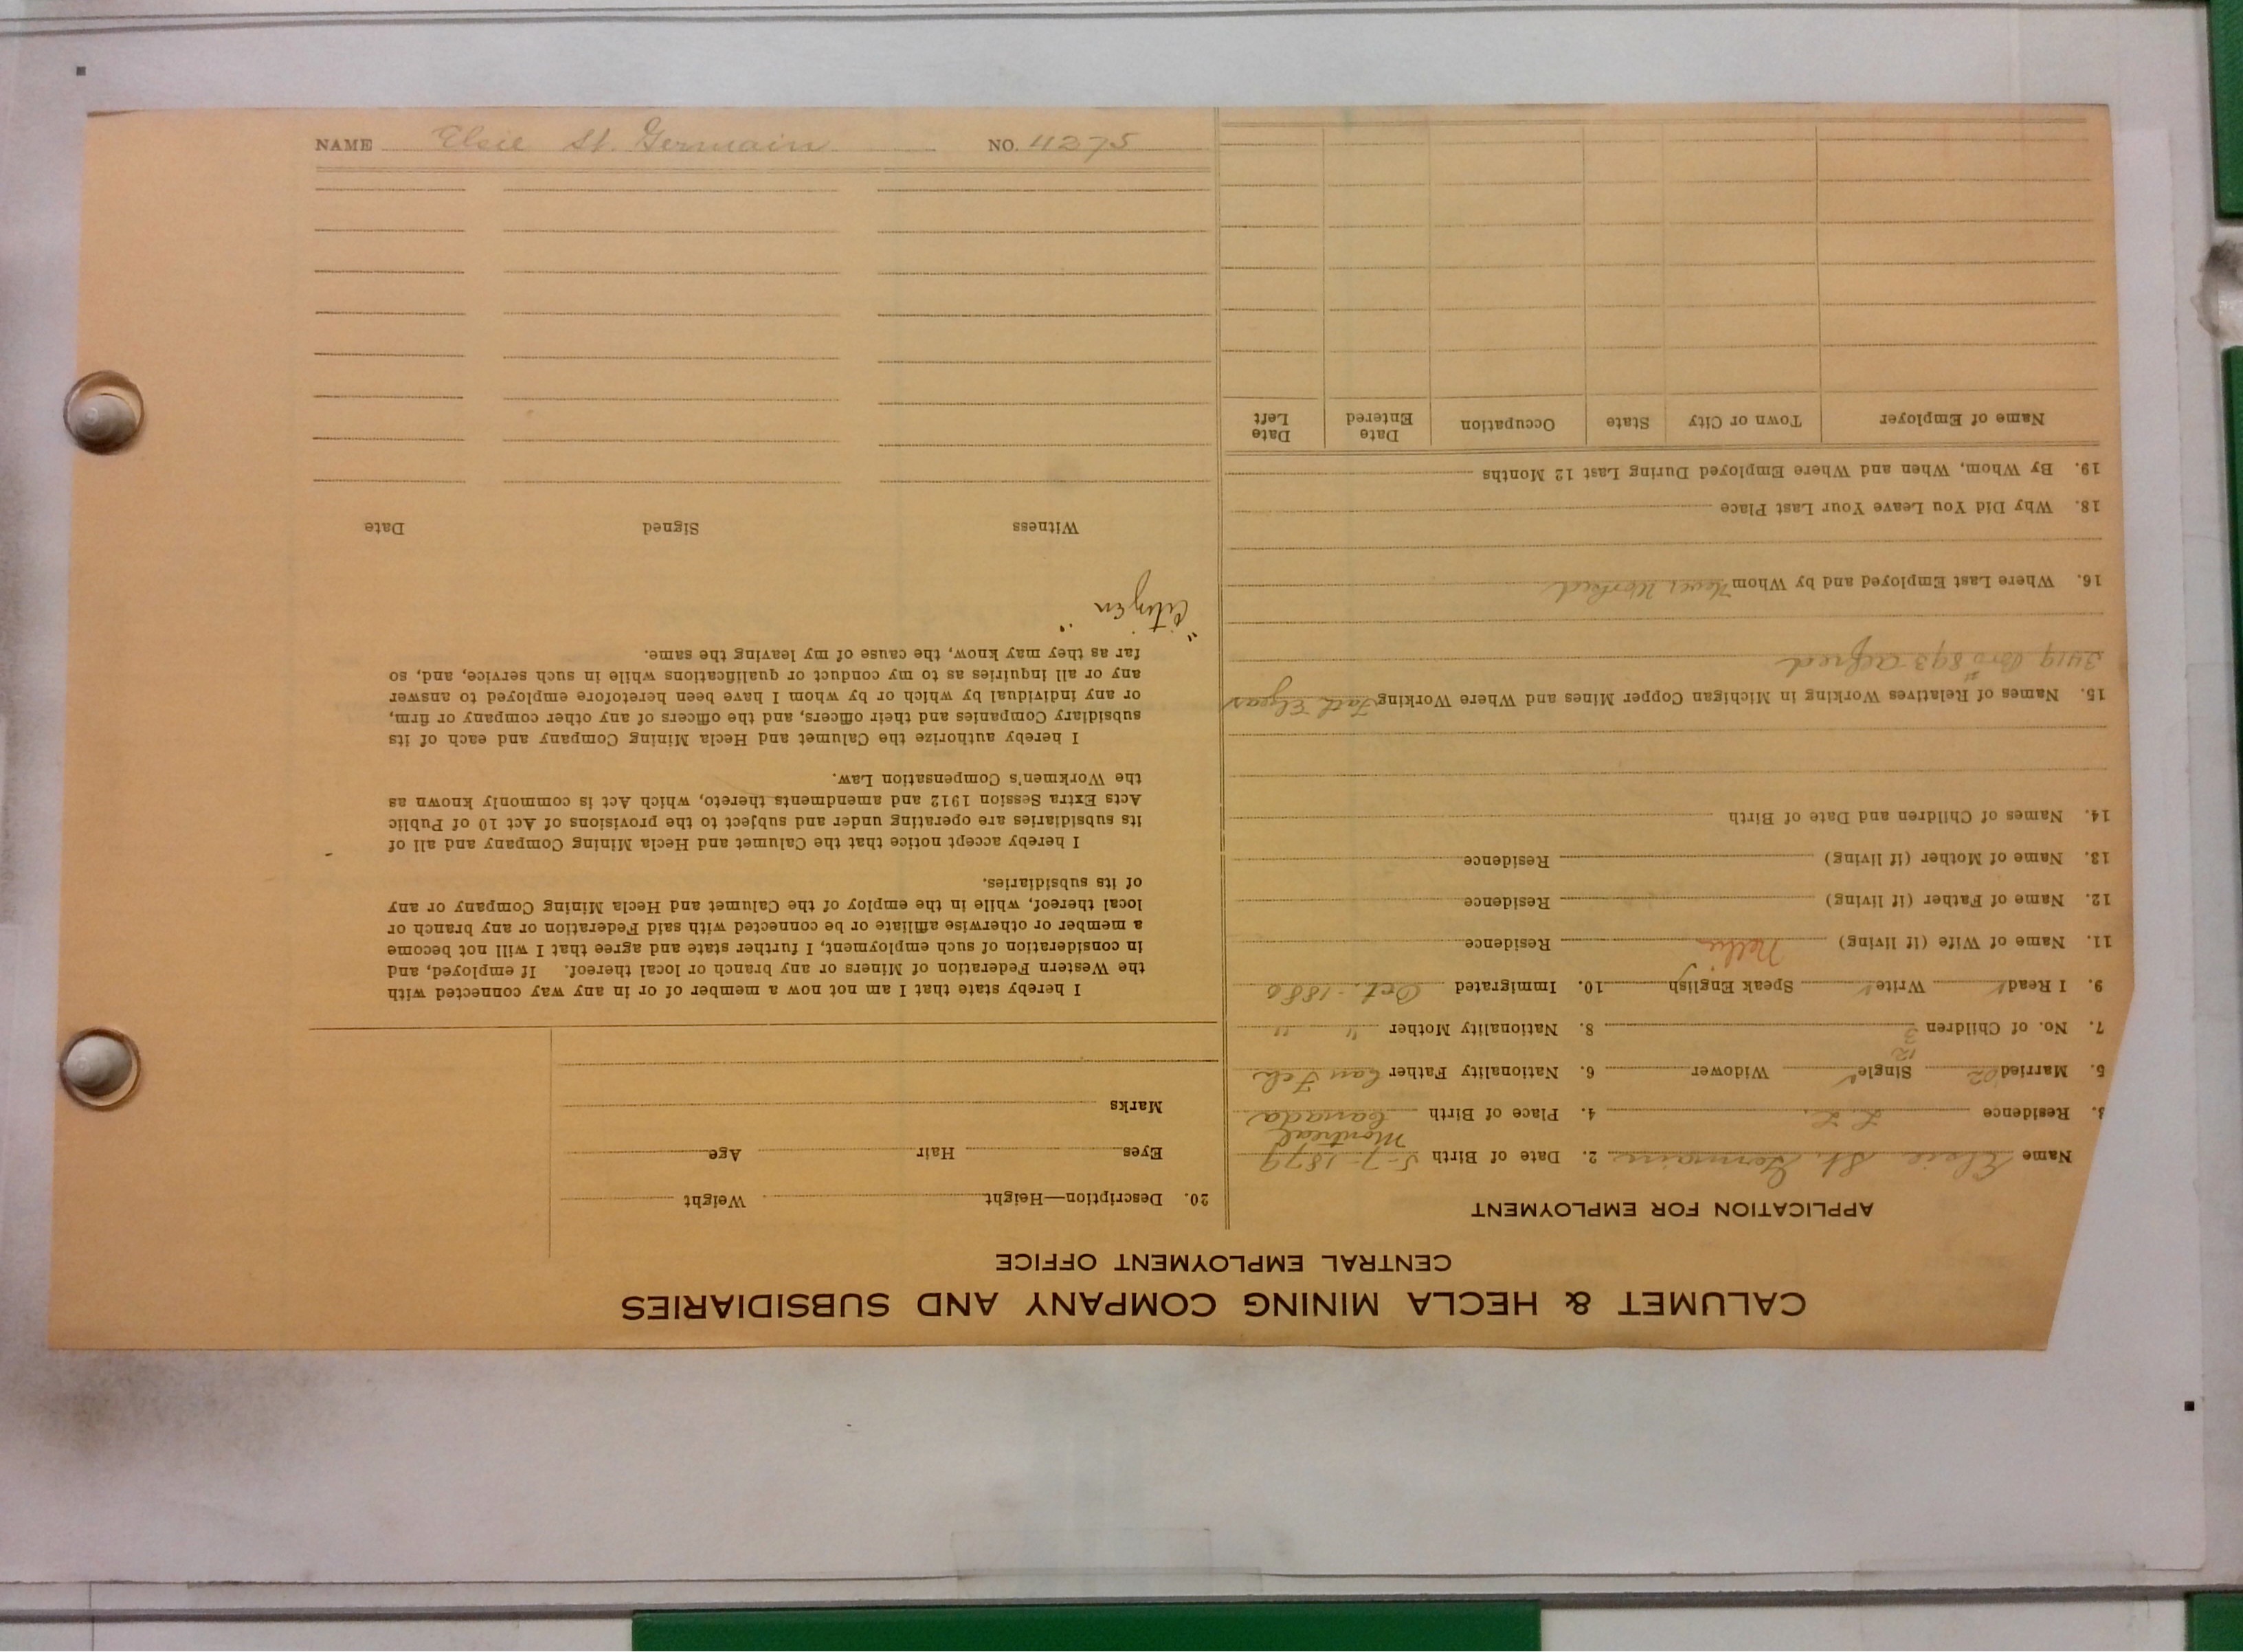 CALUMET & HECLA MINING COMPANY AND SUBSIDIARIES
CENTRAL EMPLOYMENT OFFICE
APPLICATION FOR EMPLOYMENT
Name Elsie St. Germain 2. Date of Birth 5-7-1879
Montreal
3. Residence L. L. 4. Place of Birth Canada
5. Married 02 Single Widower 6. Nationality Father Can Fch
12
7. No. of Children 3 8. Nationality Mother " "
9. I Read Write Speak English 10. Immigrated Oct. - 1880
11. Name of Wife (if living) Nellie Residence
12. Name of Father (if living) Residence
13. Name of Mother (if living) Residence
14. Names of Children and Date of Birth
15. Names of Relatives Working in Michigan Copper Mines and Where Working
3419 Bro #893 Alfred
16. Where Last Employed and by Whom Never Worked
18. Why Did You Leave Your Last Place
19. By Whom, When and Where Employed During Last 12 Months
Name of Employer Town or City State Occupation Date Entered Date Left
20. Description—Height Weight
Eyes Hair Age
Marks
I hereby state that I am not now a member of or in any way connected with
the Western Federation of Miners or any branch or local thereof. If employed, and
in consideration of such employment, I further state and agree that I will not become
a member or otherwise affiliate or be connected with said Federation or any branch or
local thereof, while in the employ of the Calumet and Hecla Mining Company or any
of its subsidiaries.
I hereby accept notice that the Calumet and Hecla Mining Company and all of
its subsidiaries are operating under and subject to the provisions of Act 10 of Public
Acts Extra Session 1912 and amendments thereto, which Act is commonly known as
the Workmen's Compensation Law.
I hereby authorize the Calumet and Hecla Mining Company and each of its
subsidiary Companies and their officers, and the officers of any other company or firm,
or any individual by which or by whom I have been heretofore employed to answer
any or all inquiries as to my conduct or qualifications while in such service, and, so
far as they may know, the cause of my leaving the same.
"Citizen"
Witness Signed Date
NAME Elsie St. Germain NO. 11275